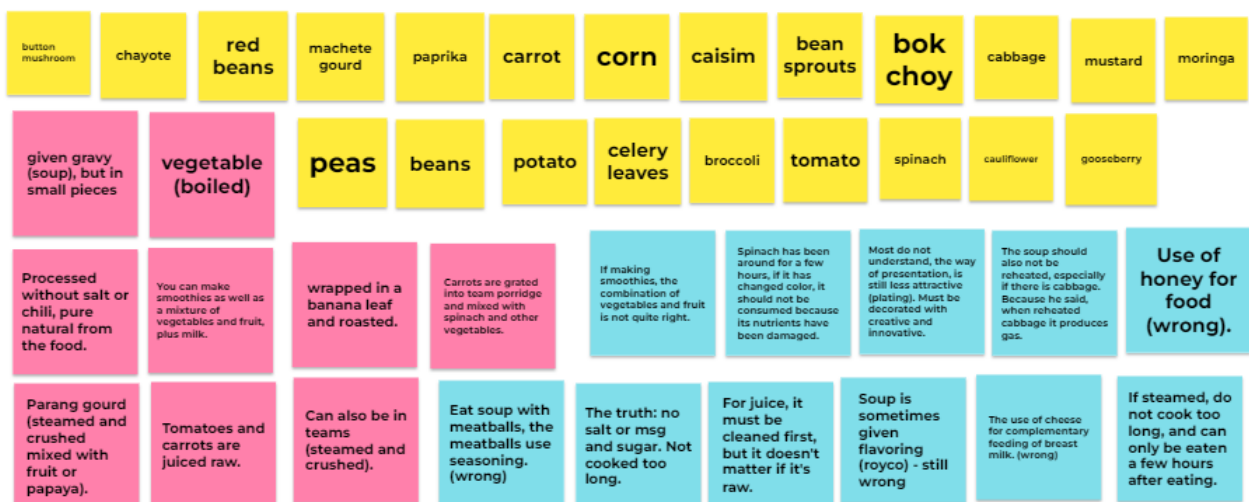 button
mushroom
chayote
red
beans
machete
gourd
paprika
carrot
corn
caisim
bean
sprouts
bok
choy
cabbage
mustard
moringa
given gravy
(soup), but in
small pieces
vegetable
(boiled)
peas
beans
potato
celery
leaves
broccoli
tomato
spinach
cauliflower
gooseberry
Processed
without salt or
chili, pure
natural from
the food.
You can make
smoothies as well as
a mixture of
vegetables and fruit,
plus milk.
wrapped in a
banana leaf
and roasted.
Carrots are grated
into team porridge
and mixed with
spinach and other
vegetables.
If making
smoothies, the
combination of
vegetables and fruit
is not quite right.
Spinach has been
around for a few
hours, if it has
changed color, it
should not be
consumed because
its nutrients have
been damaged.
Most do not
understand, the way
of presentation, is
still less attractive
(plating). Must be
decorated with
creative and
innovative.
The soup should
also not be
reheated, especially
if there is cabbage.
Because he said,
when reheated
cabbage it produces
gas.
Use of
honey for
food
(wrong).
Parang gourd
(steamed and
crushed
mixed with
fruit or
papaya).
Tomatoes and
carrots are
juiced raw.
Can also be in
teams
(steamed and
crushed).
Eat soup with
meatballs, the
meatballs use
seasoning.
(wrong)
The truth: no
salt or msg
and sugar. Not
cooked too
long.
For juice, it
must be
cleaned first,
but it doesn't
matter if it's
raw.
Soup is
sometimes
given
flavoring
(royco) - still
wrong
The use of cheese
for complementary
feeding of breast
milk. (wrong)
If steamed, do
not cook too
long, and can
only be eaten
a few hours
after eating.